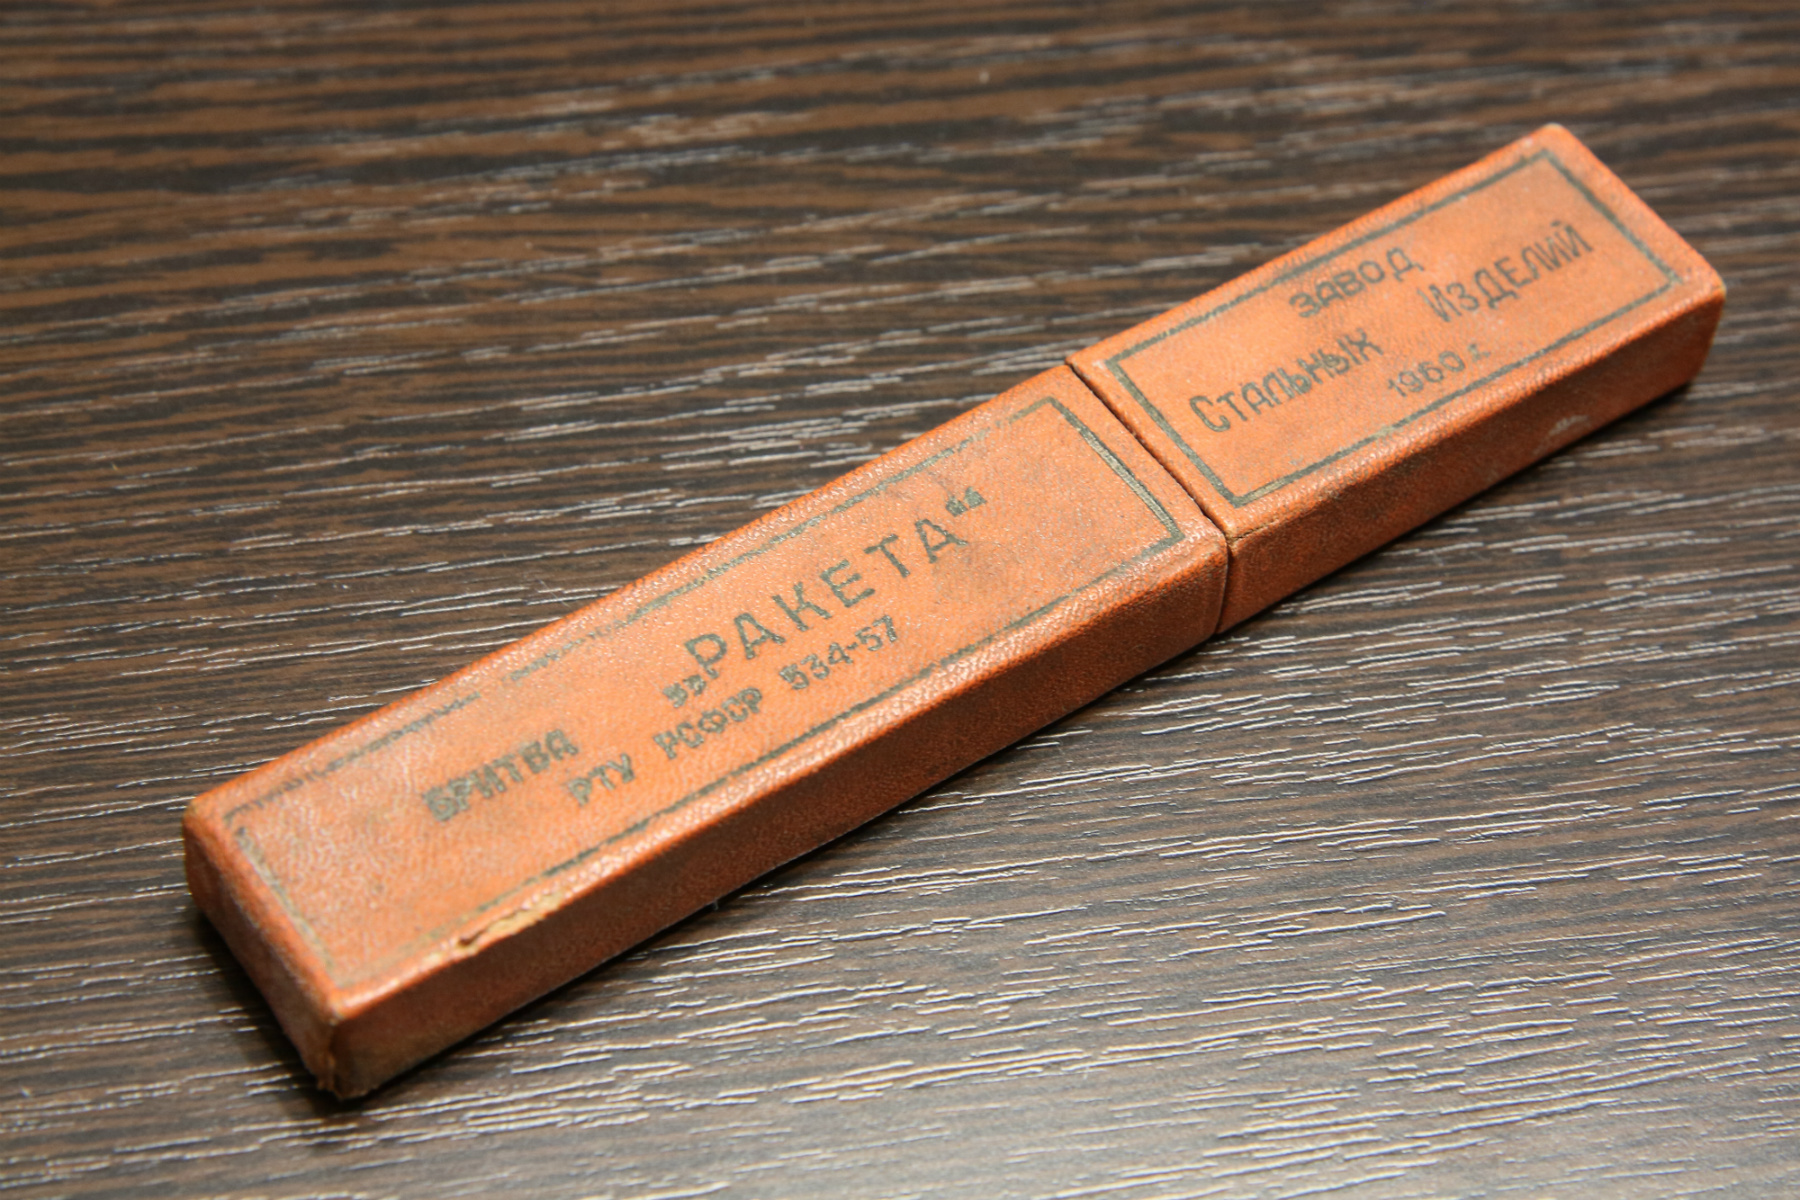 БРИТВА „РАКЕТА“
РТУ РСФСР 534-57
ЗАВОД
Стальных Изделий
1960 г.